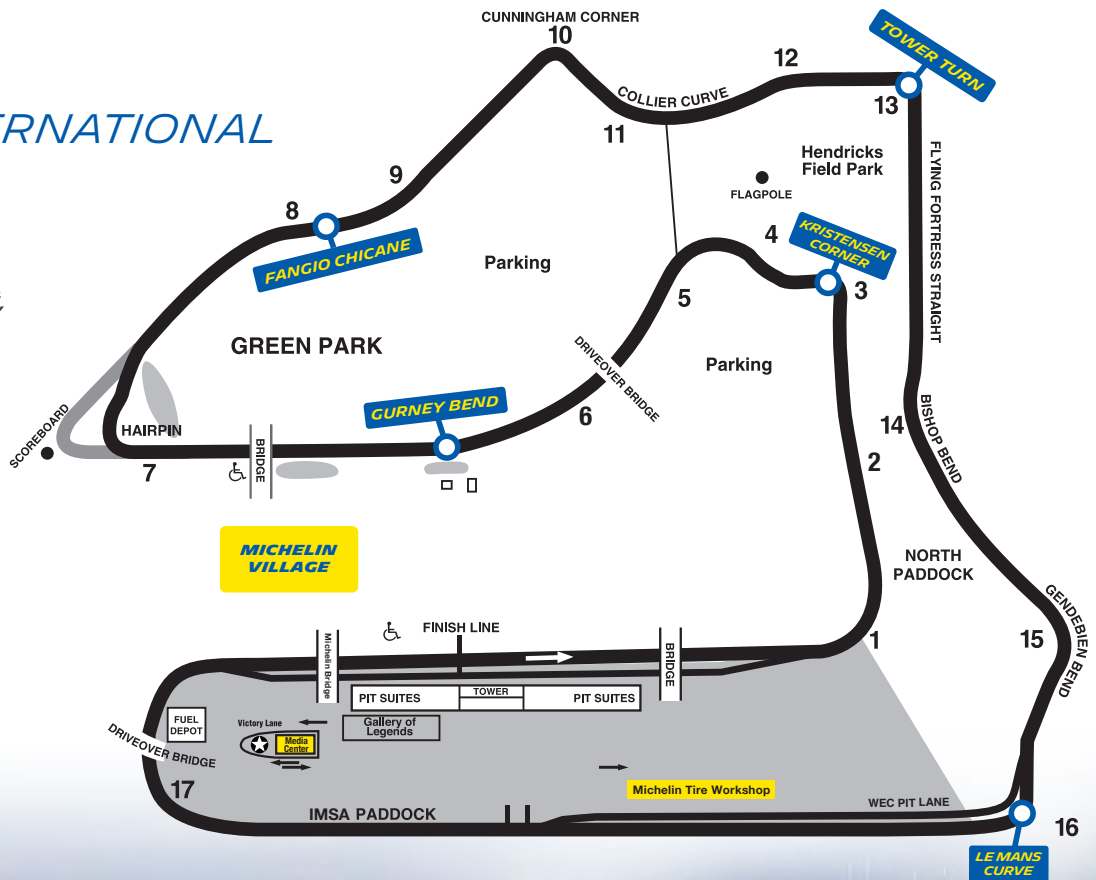 CUNNINGHAM CORNER
10
TOWER TURN
12
COLLIER CURVE
13
11
ERNATIONAL
Hendricks
Field Park
FLAGPOLE
FLYING FORTRESS STRAIGHT
9
8
FANGIO CHICANE
4
KRISTENSEN
CORNER
3
Parking
5
GREEN PARK
DRIVEOVER BRIDGE
Parking
GURNEY BEND
6
SCOREBOARD
HAIRPIN
7
BRIDGE
14
BISHOP BEND
2
MICHELIN
VILLAGE
NORTH
PADDOCK
GENDEBIEN BEND
15
1
FINISH LINE
Michelin Bridge
BRIDGE
PIT SUITES
TOWER
PIT SUITES
FUEL
DEPOT
Victory Lane
Gallery of
Legends
Media
Center
DRIVEOVER BRIDGE
17
Michelin Tire Workshop
WEC PIT LANE
IMSA PADDOCK
16
LE MANS
CURVE